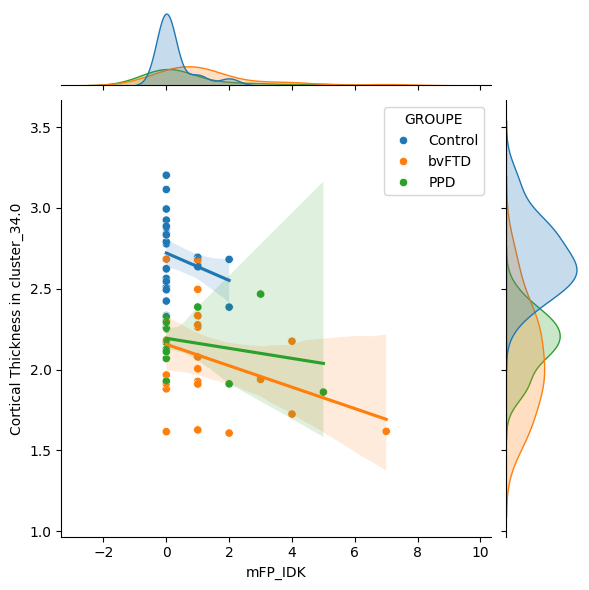 GROUPE
Control
bvFTD
PPD
3.5
3.0
2.5
2.0
1.5
1.0
Cortical Thickness in cluster_34.0
−2 0 2 4 6 8 10
mFP_IDK